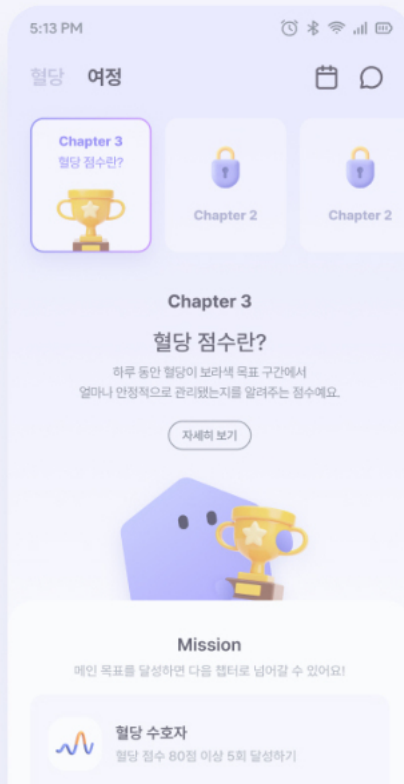 5:13 PM
혈당 여정
Chapter 3
혈당 점수란?
Chapter 2
Chapter 2
Chapter 3
혈당 점수란?
하루 동안 혈당이 보라색 목표 구간에서
얼마나 안정적으로 관리됐는지를 알려주는 점수예요.
자세히 보기
Mission
메인 목표를 달성하면 다음 챕터로 넘어갈 수 있어요!
혈당 수호자
혈당 점수 80점 이상 5회 달성하기